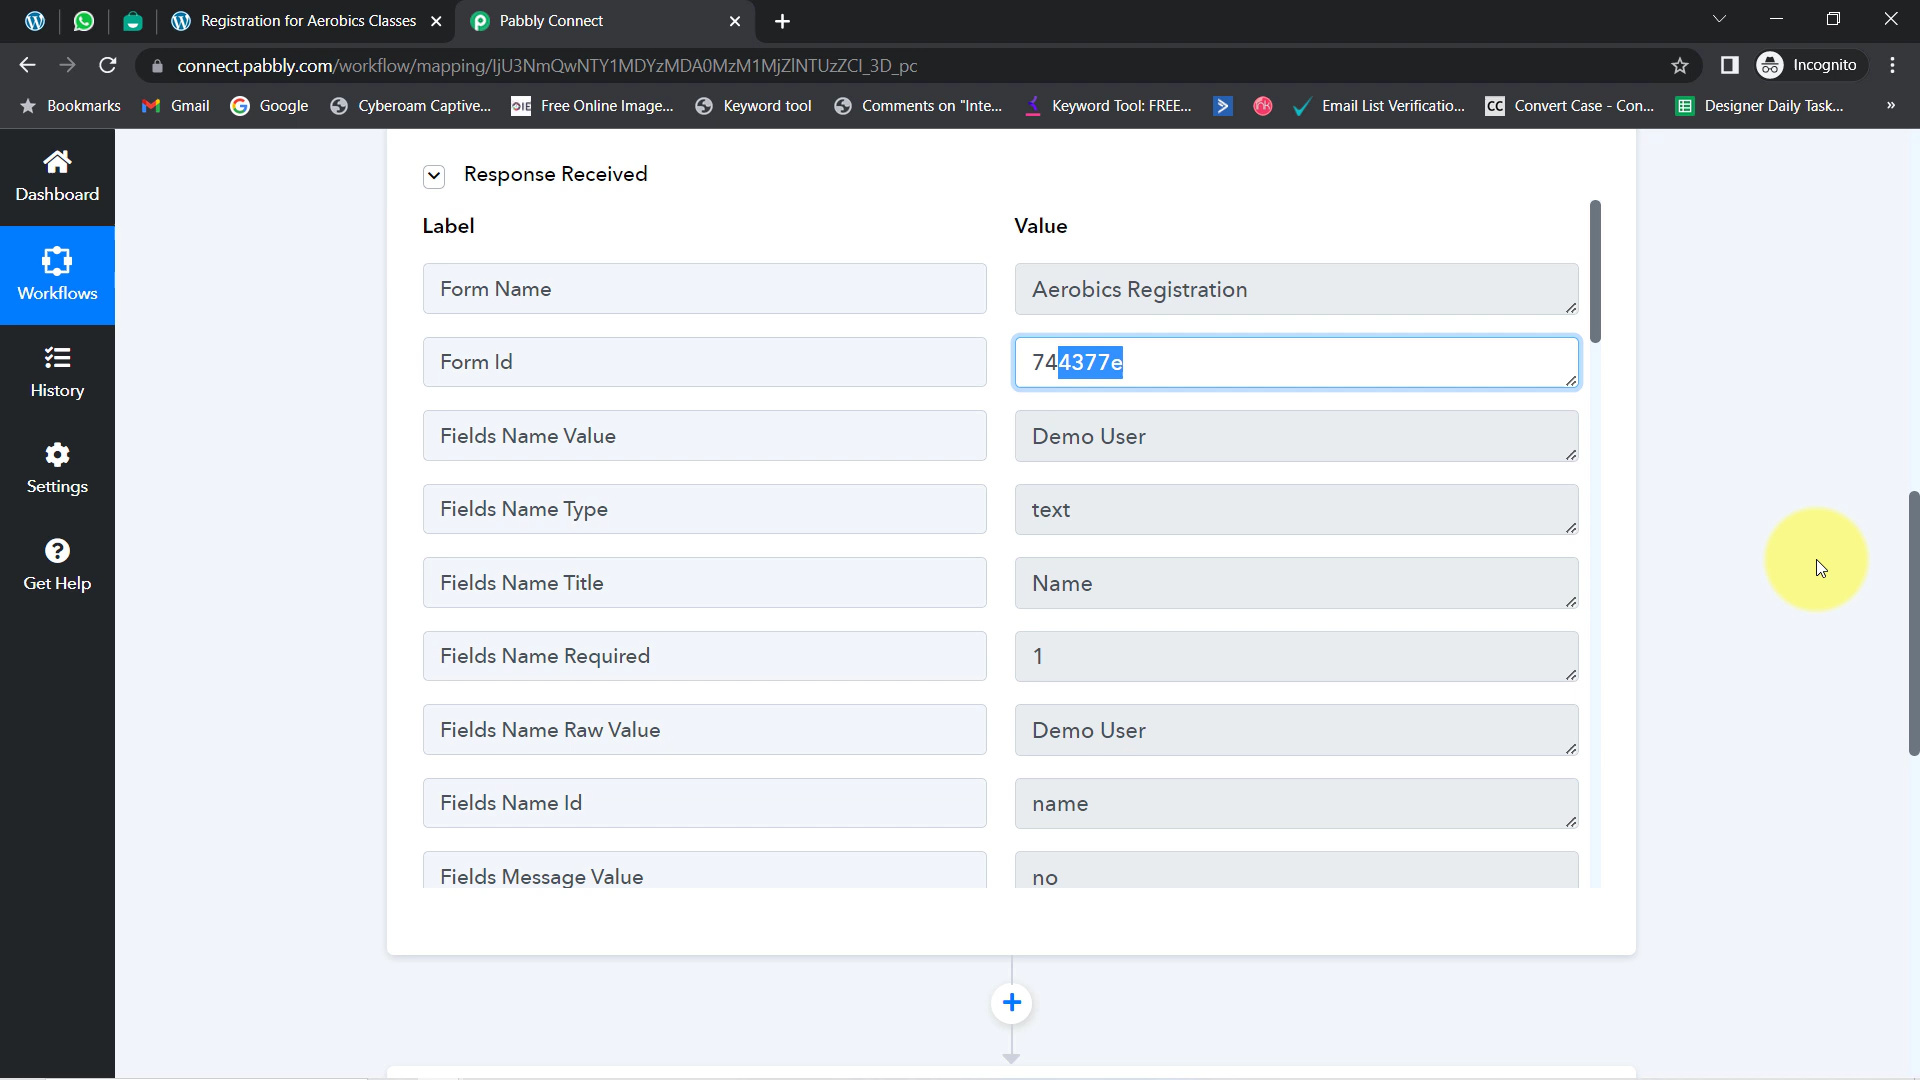 Registration for Aerobics Classes
Pabbly Connect
connect.pabbly.com/workflow/mapping/IjU3NmQwNTY1MDYzMDA0MzM1MjZlNTUzZCI_3D_pc
Incognito
Bookmarks
Gmail
Google
Cyberoam Captive...
OIE
Free Online Image...
Keyword tool
Comments on "Inte...
Keyword Tool: FREE...
Email List Verificatio...
CC
Convert Case - Con...
Designer Daily Task...
»
Dashboard
Workflows
History
Settings
Get Help
Response Received
Label
Value
Form Name
Aerobics Registration
Form Id
744377e
Fields Name Value
Demo User
Fields Name Type
text
Fields Name Title
Name
Fields Name Required
1
Fields Name Raw Value
Demo User
Fields Name Id
name
Fields Message Value
no